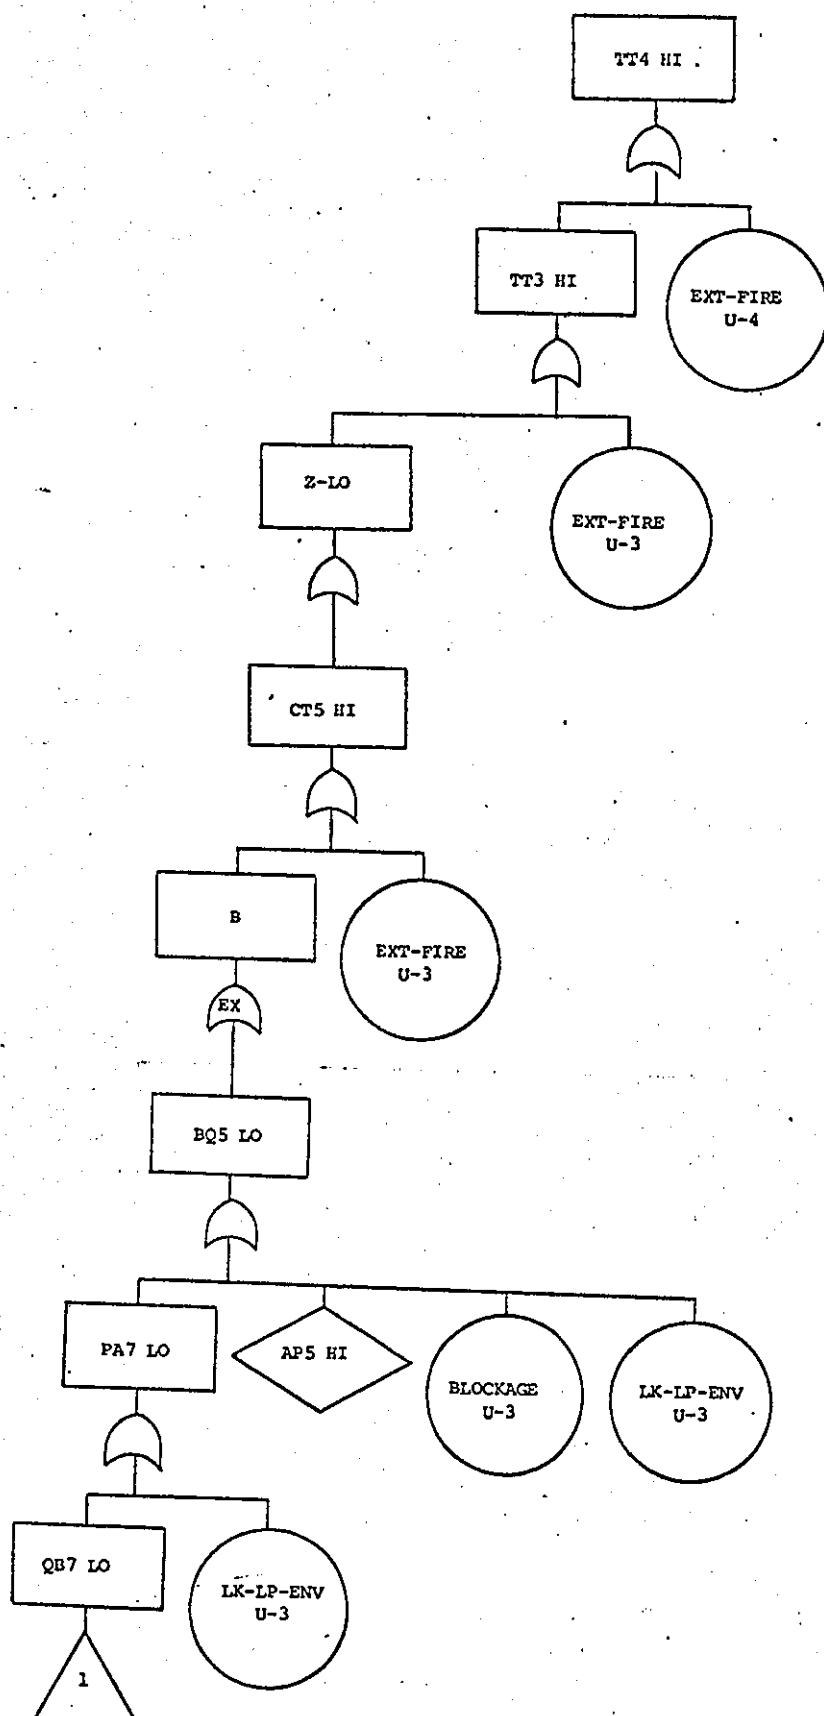 TT4 HI
TT3 HI
EXT-FIRE
U-4
Z-LO
EXT-FIRE
U-3
CT5 HI
B
EXT-FIRE
U-3
EX
BQ5 LO
PA7 LO
AP5 HI
BLOCKAGE
U-3
LK-LP-ENV
U-3
QB7 LO
LK-LP-ENV
U-3
1